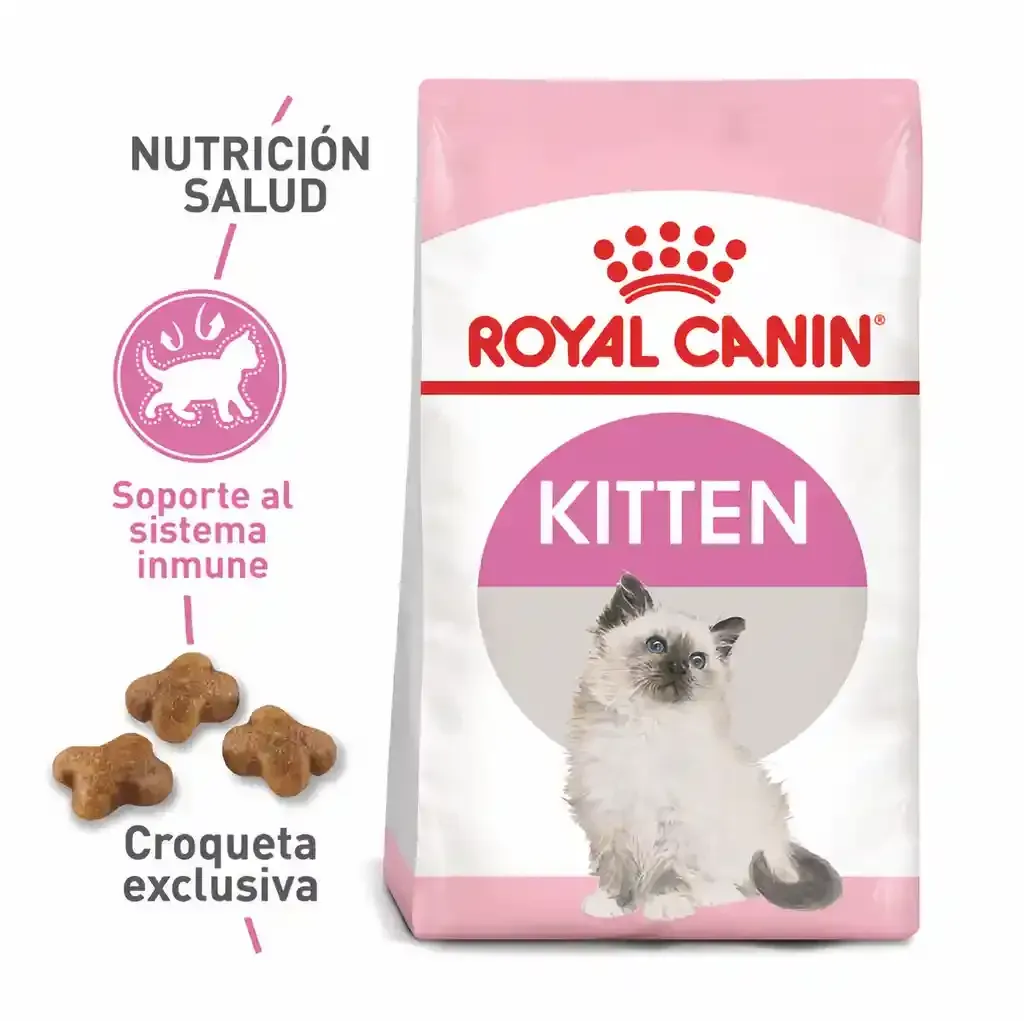 NUTRICIÓN
SALUD
Soporte al
sistema
inmune
Croqueta
exclusiva
ROYAL CANIN®
KITTEN